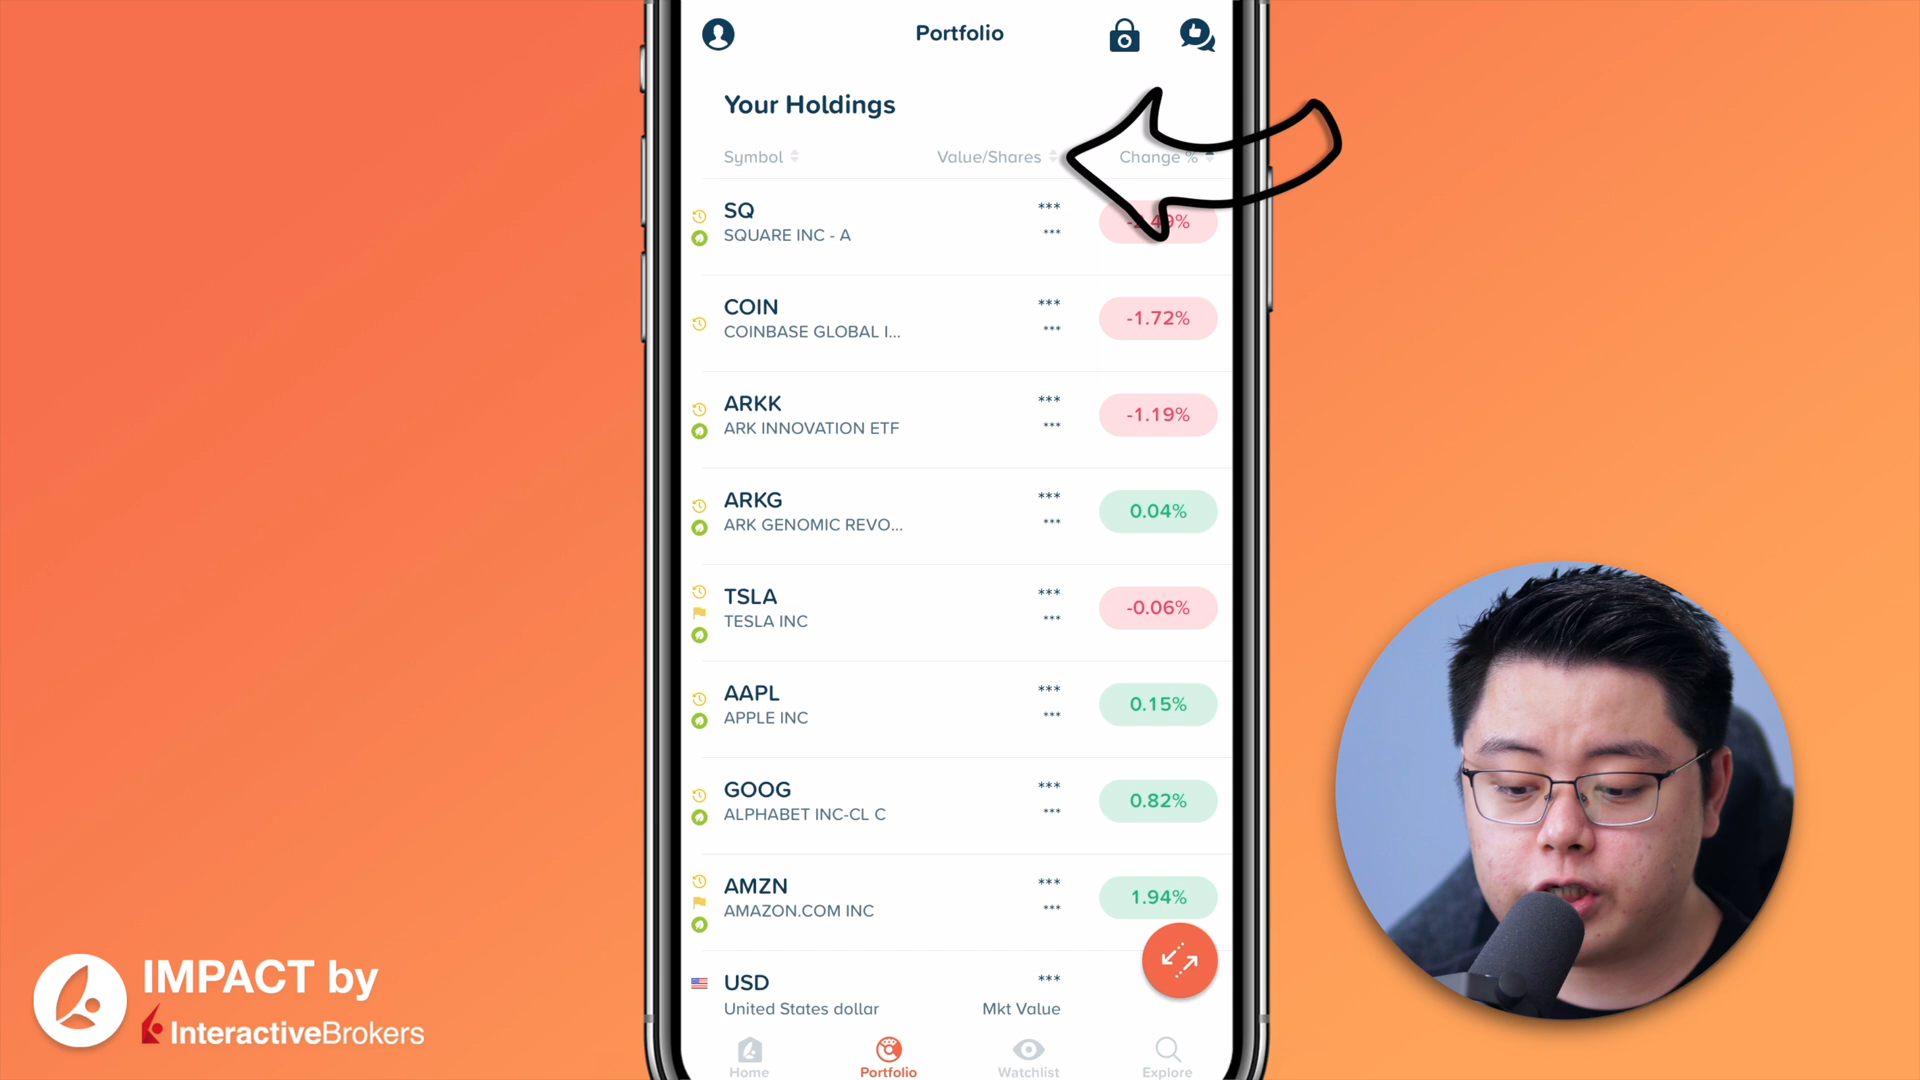 Portfolio
Your Holdings
Symbol Value/Shares Change %
SQ ***
SQUARE INC - A ***
COIN *** -1.72%
COINBASE GLOBAL I... ***
ARKK *** -1.19%
ARK INNOVATION ETF ***
ARKG *** 0.04%
ARK GENOMIC REVO... ***
TSLA *** -0.06%
TESLA INC ***
AAPL *** 0.15%
APPLE INC ***
GOOG *** 0.82%
ALPHABET INC-CL C ***
AMZN *** 1.94%
AMAZON.COM INC ***
USD ***
United States dollar Mkt Value
Home Portfolio Watchlist Explore
IMPACT by
InteractiveBrokers